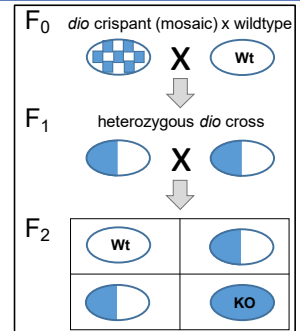 F0 dio crispant (mosaic) x wildtype
X
Wt
F1 heterozygous dio cross
X
F2
Wt
KO